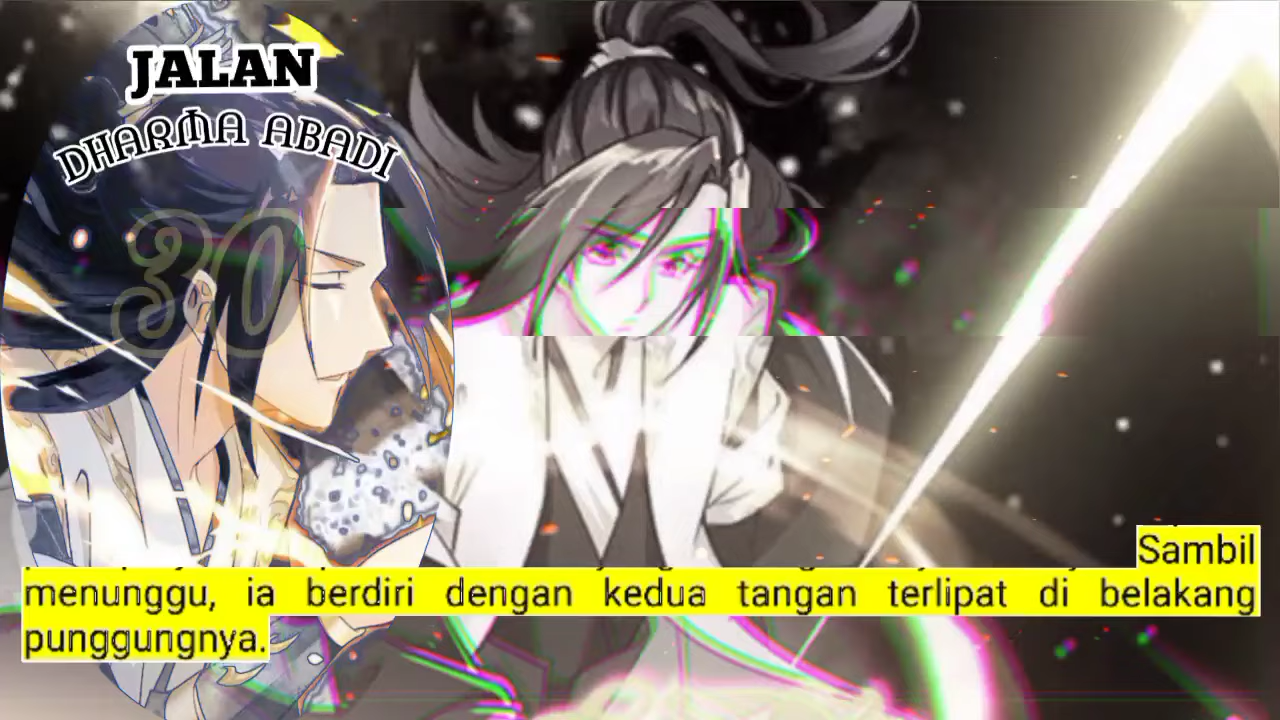 JALAN
DHARMA ABADI
30
Sambil
menunggu, ia berdiri dengan kedua tangan terlipat di belakang
punggungnya.